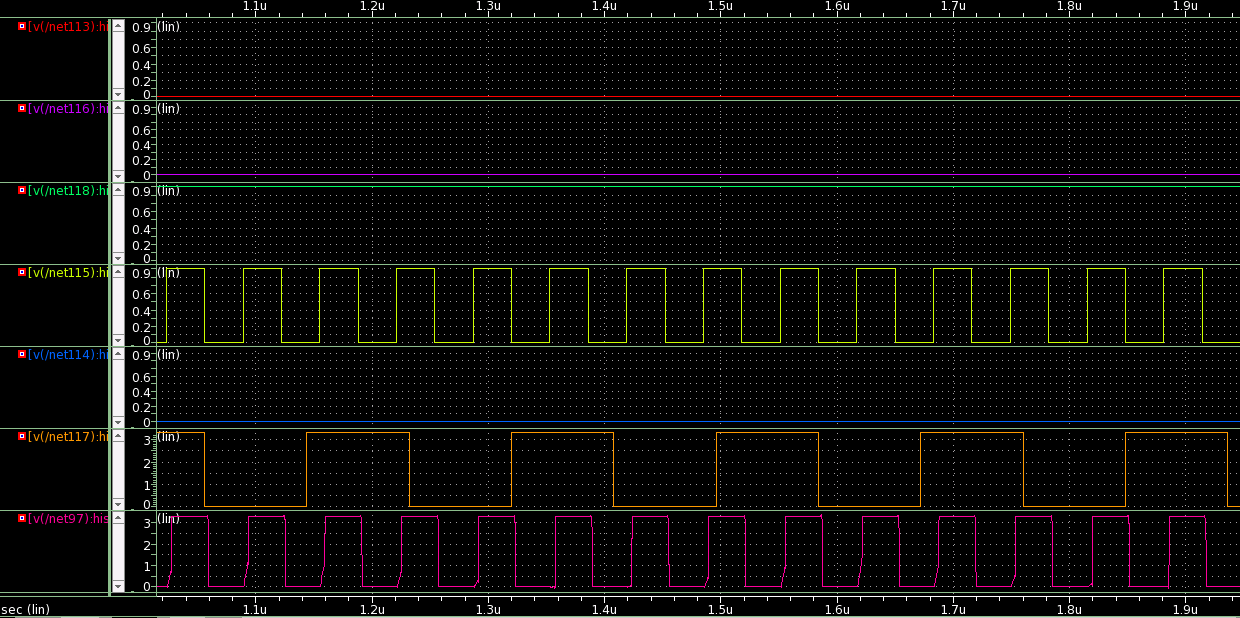 1.1u 1.2u 1.3u 1.4u 1.5u 1.6u 1.7u 1.8u 1.9u
[v(/net113):hi 0.9 (lin)
0.6
0.4
0.2
0
[v(/net116):hi 0.9 (lin)
0.6
0.4
0.2
0
[v(/net118):hi 0.9 (lin)
0.6
0.4
0.2
0
[v(/net115):hi 0.9 (lin)
0.6
0.4
0.2
0
[v(/net114):hi 0.9 (lin)
0.6
0.4
0.2
0
[v(/net117):hi 3 (lin)
2
1
0
[v(/net97):his 3 (lin)
2
1
0
sec (lin) 1.1u 1.2u 1.3u 1.4u 1.5u 1.6u 1.7u 1.8u 1.9u